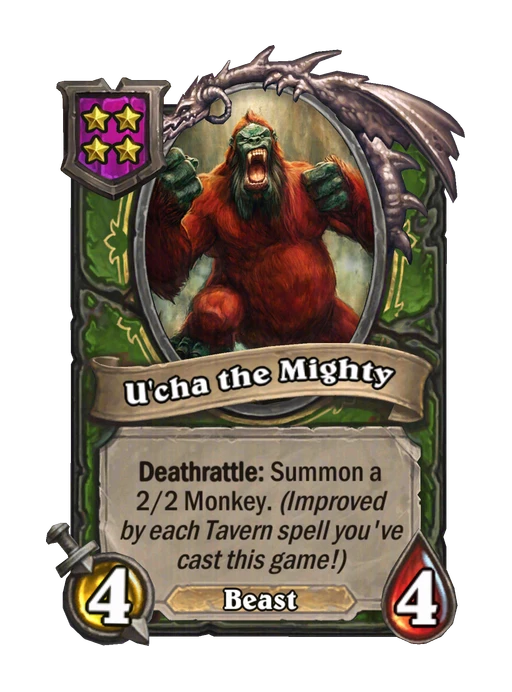 U'cha the Mighty
Deathrattle: Summon a
2/2 Monkey. (Improved
by each Tavern spell you've
cast this game!)
4
Beast
4